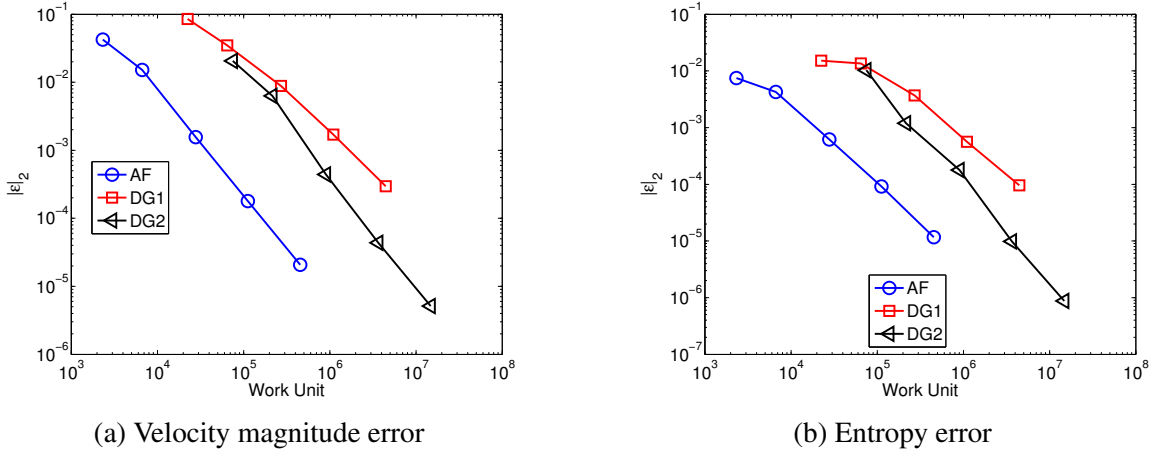 10^-1
10^-2
10^-3
10^-4
10^-5
10^-6
|ε|_2
AF
DG1
DG2
10^3 10^4 10^5 10^6 10^7 10^8
Work Unit
(a) Velocity magnitude error
10^-1
10^-2
10^-3
10^-4
10^-5
10^-6
10^-7
|ε|_2
AF
DG1
DG2
10^3 10^4 10^5 10^6 10^7 10^8
Work Unit
(b) Entropy error